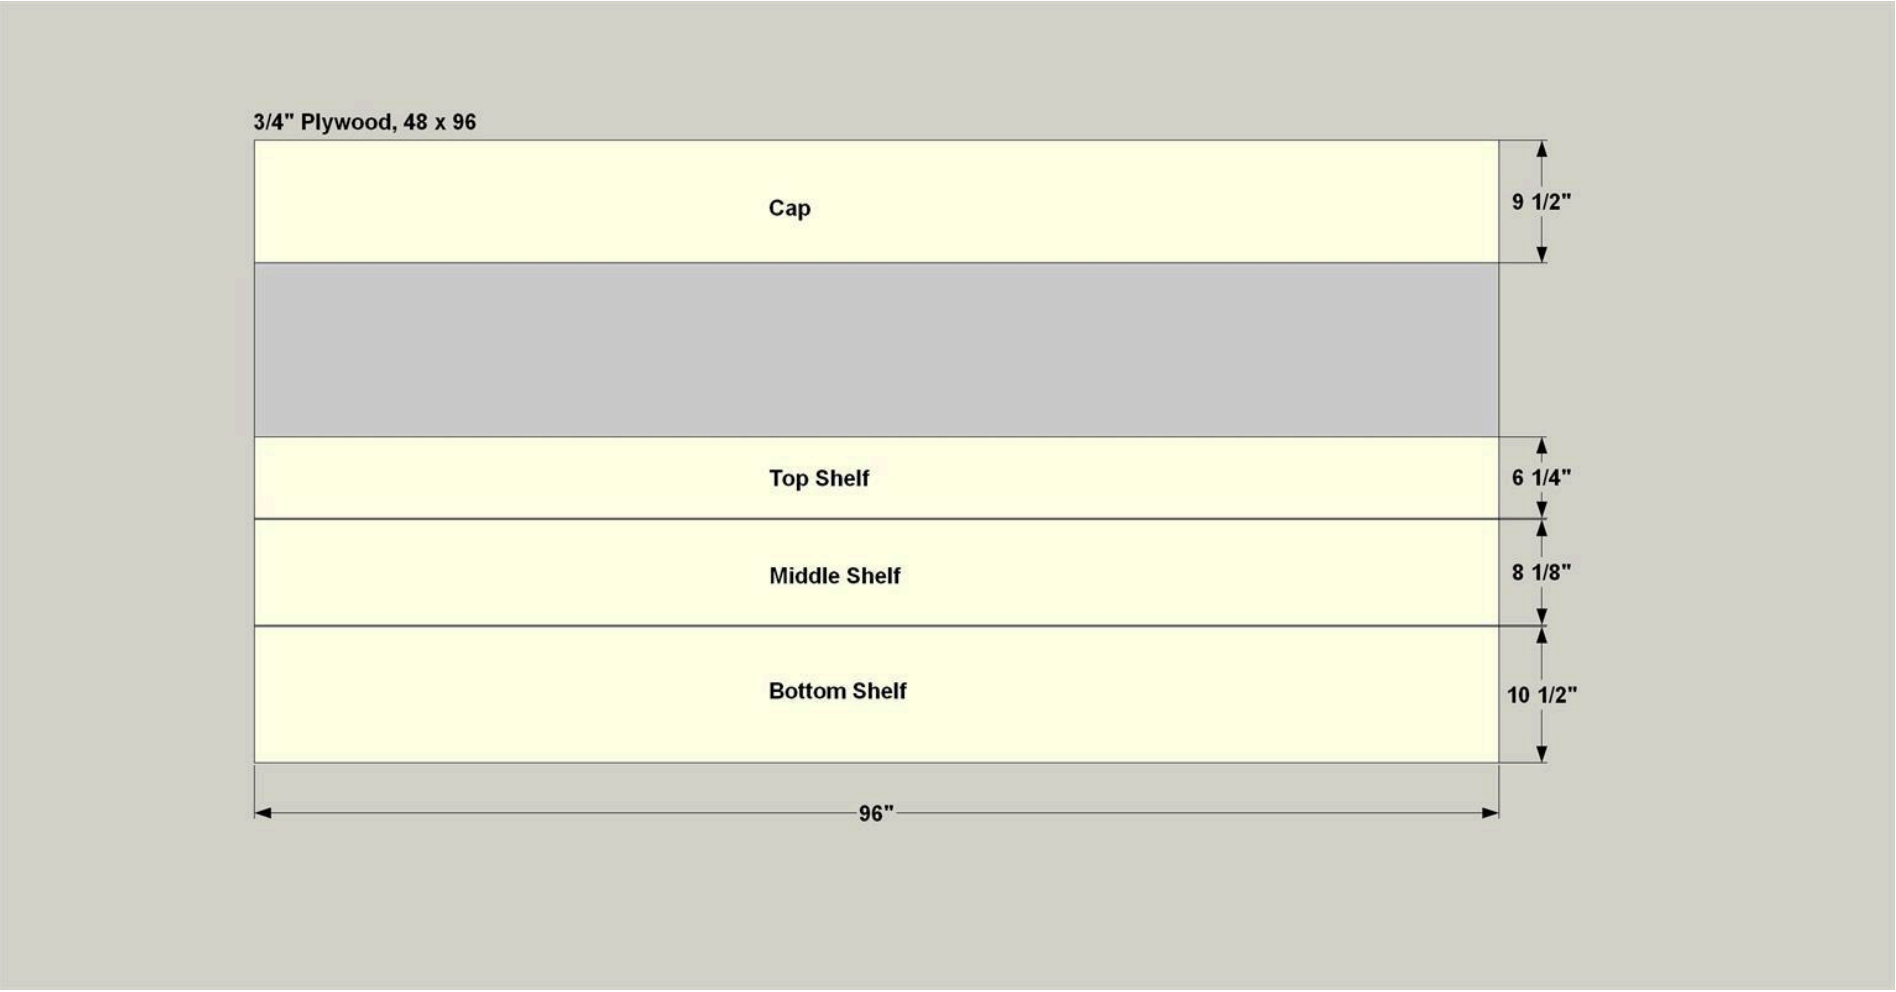 3/4" Plywood, 48 x 96
Cap
9 1/2"
Top Shelf
6 1/4"
Middle Shelf
8 1/8"
Bottom Shelf
10 1/2"
96"